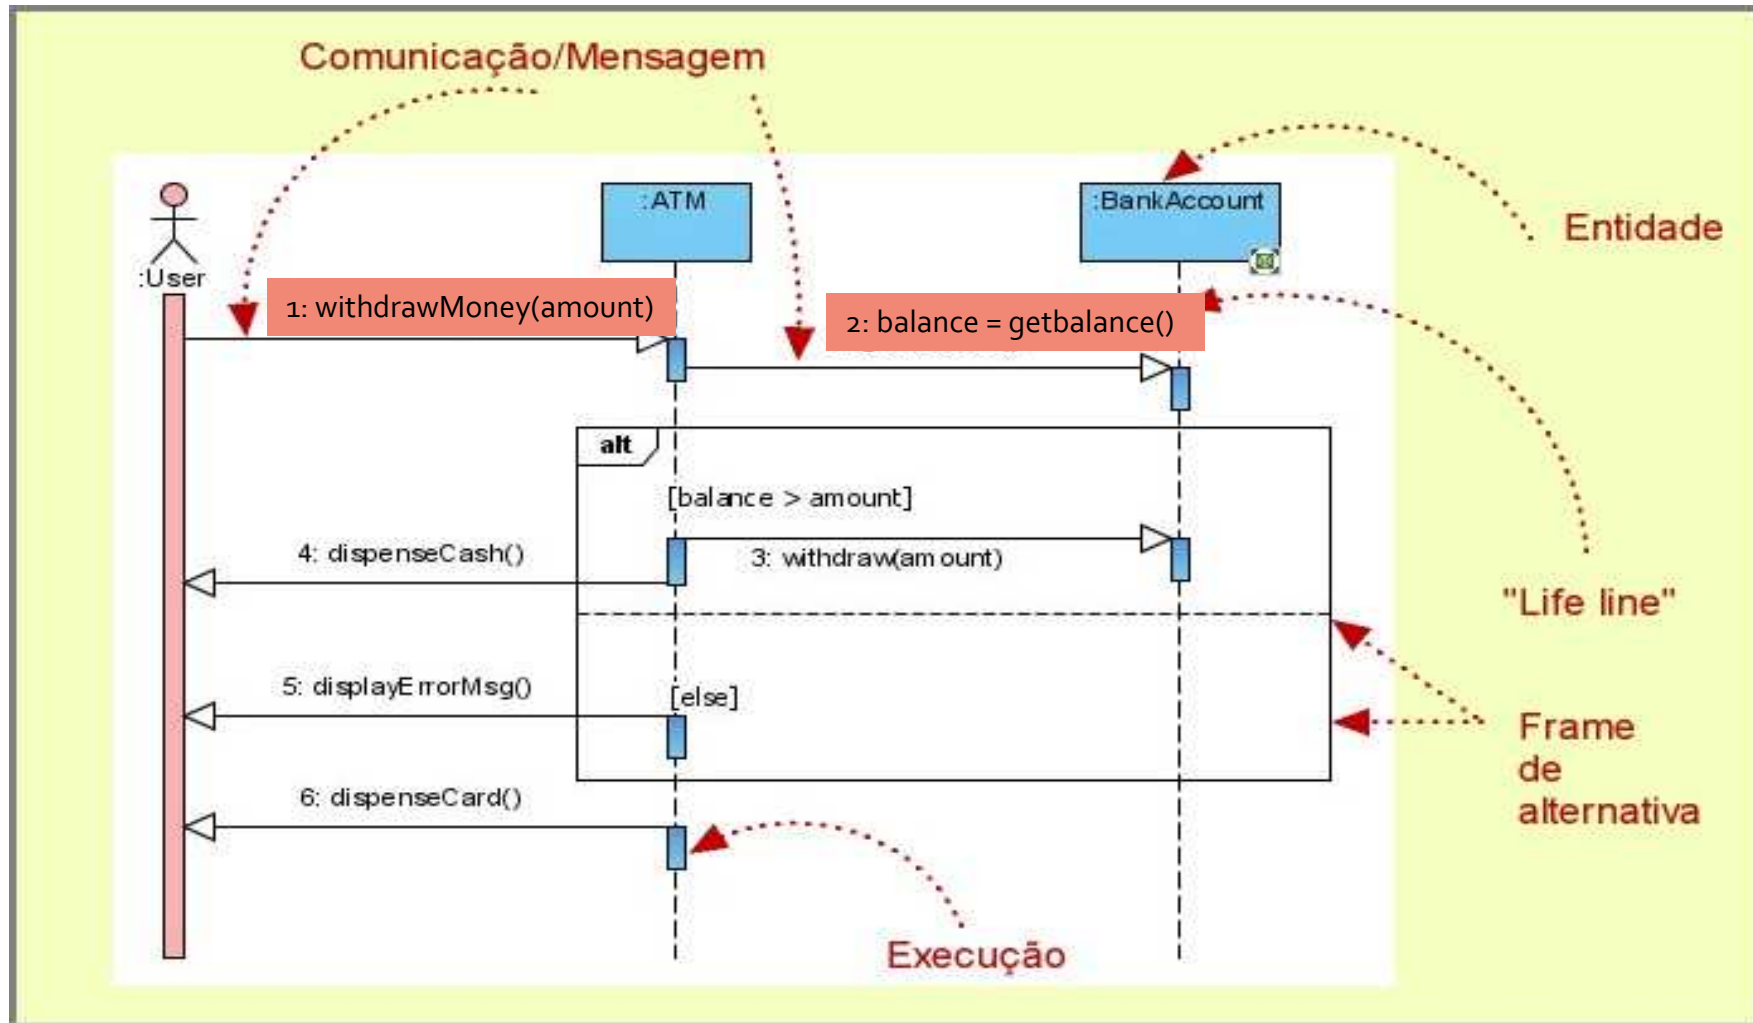 Comunicação/Mensagem
:ATM
:BankAccount
Entidade
:User
1: withdrawMoney(amount)
2: balance = getbalance()
alt
[balance > amount]
4: dispenseCash()
3: withdraw(amount)
"Life line"
5: displayErrorMsg()
[else]
Frame
de
alternativa
6: dispenseCard()
Execução